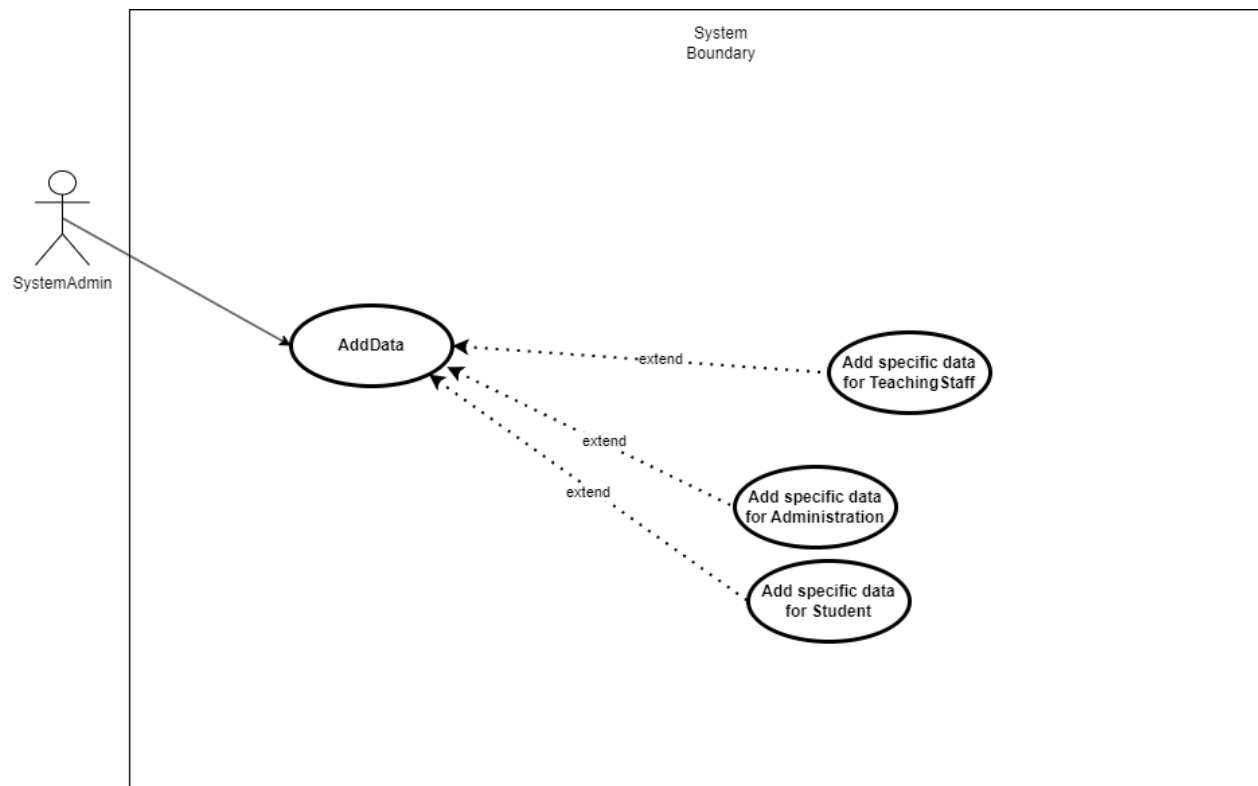 System
Boundary
SystemAdmin
AddData
extend
Add specific data
for TeachingStaff
extend
Add specific data
for Administration
extend
Add specific data
for Student